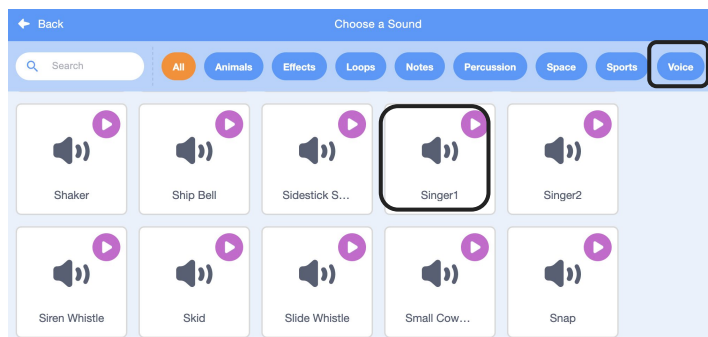 Back
Choose a Sound
Search
All Animals Effects Loops Notes Percussion Space Sports Voice
Shaker Ship Bell Sidestick S... Singer1 Singer2
Siren Whistle Skid Slide Whistle Small Cow... Snap